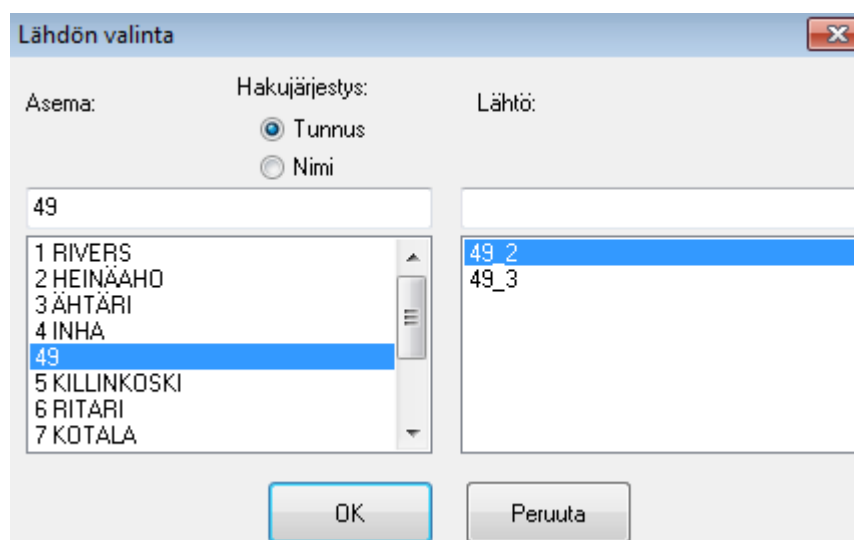 Lähdön valinta
Asema:
Hakujärjestys:
Tunnus
Nimi
Lähtö:
49
1 RIVERS
2 HEINÄAHO
3 ÄHTÄRI
4 INHA
49
5 KILLINKOSKI
6 RITARI
7 KOTALA
49_2
49_3
OK
Peruuta